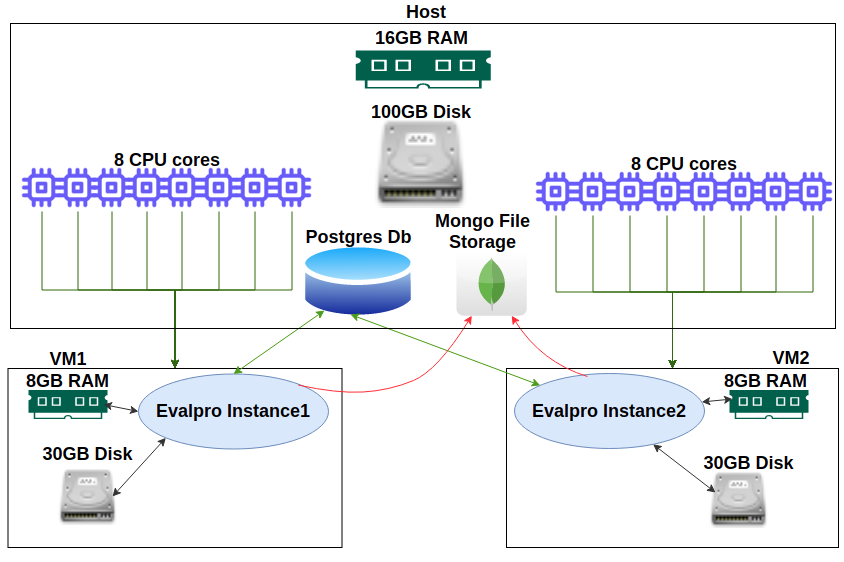 Host
16GB RAM
100GB Disk
8 CPU cores
8 CPU cores
Postgres Db
Mongo File
Storage
VM1
8GB RAM
Evalpro Instance1
30GB Disk
VM2
8GB RAM
Evalpro Instance2
30GB Disk